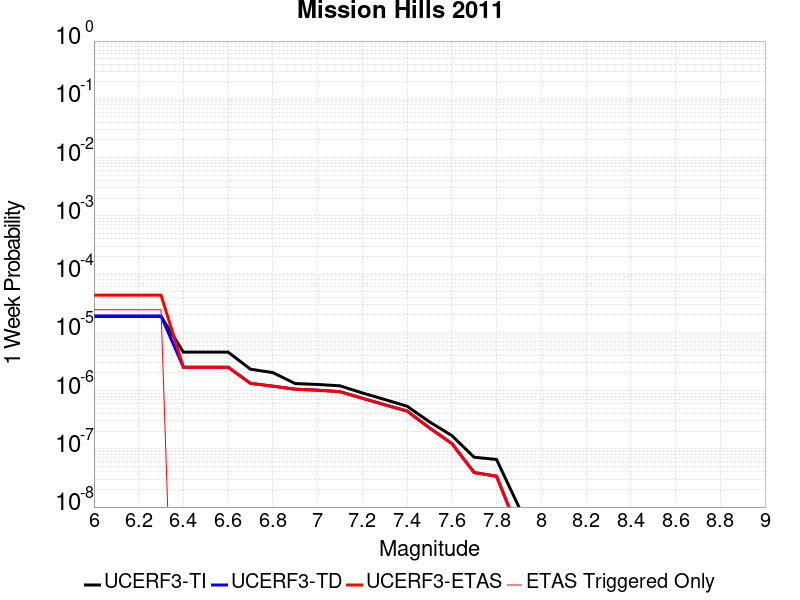 Mission Hills 2011
10^0
10^-1
10^-2
10^-3
10^-4
10^-5
10^-6
10^-7
10^-8
1 Week Probability
6 6.2 6.4 6.6 6.8 7 7.2 7.4 7.6 7.8 8 8.2 8.4 8.6 8.8 9
Magnitude
UCERF3-TI UCERF3-TD UCERF3-ETAS ETAS Triggered Only